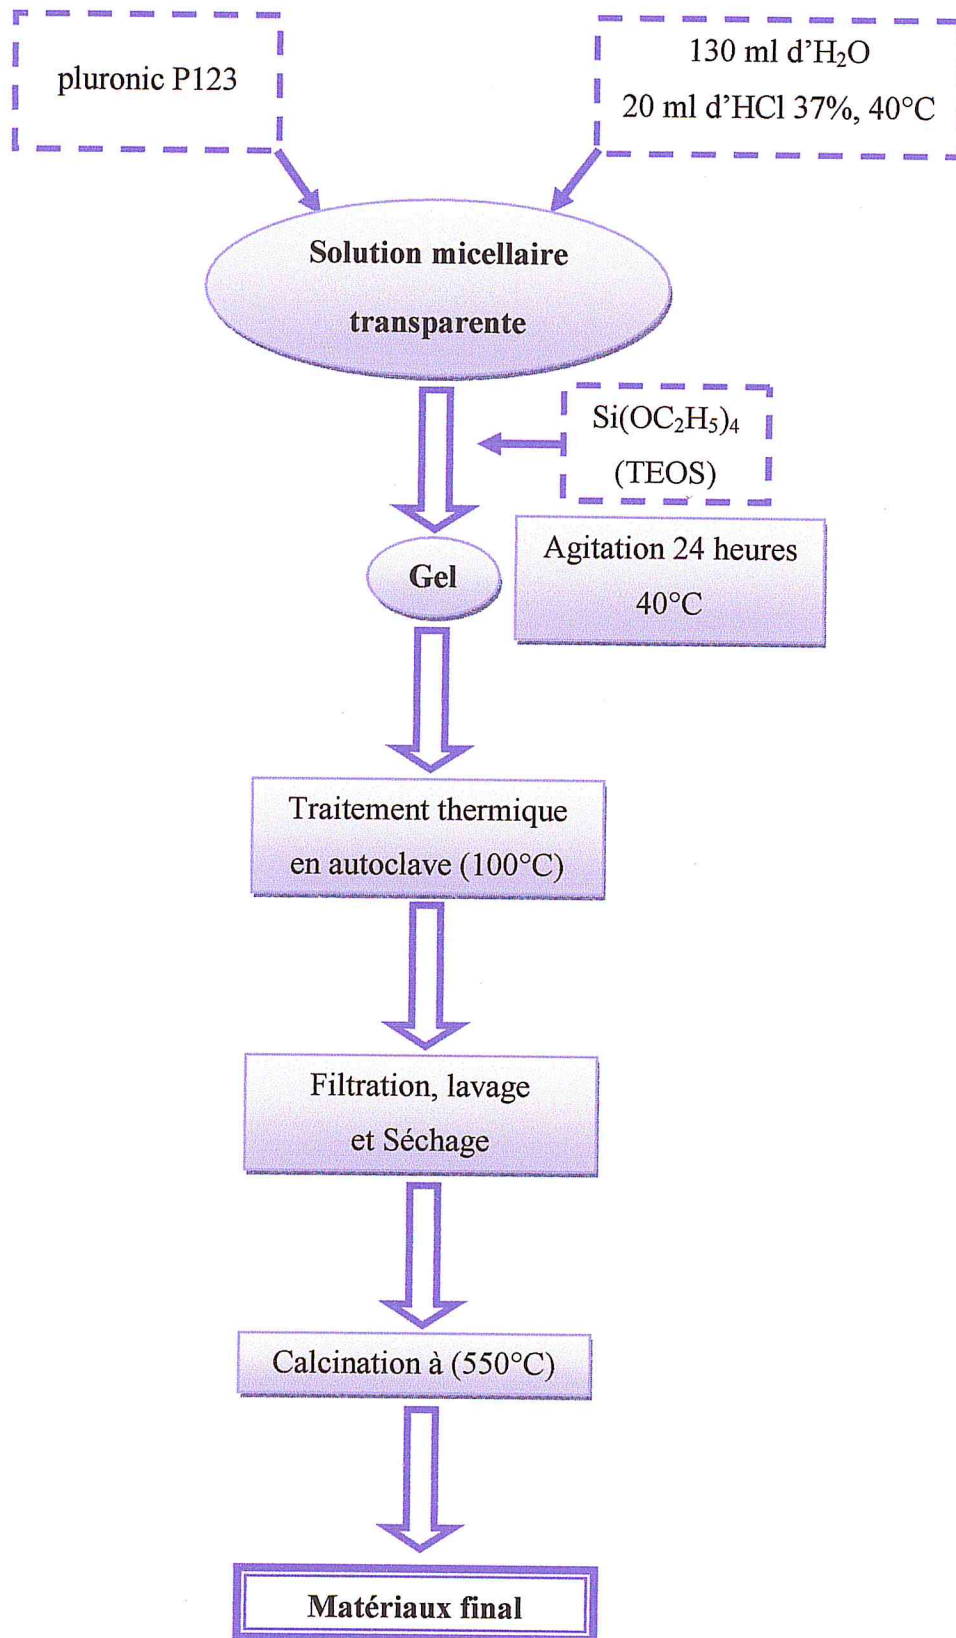 pluronic P123
130 ml d’H₂O
20 ml d’HCl 37%, 40°C
Solution micellaire
transparente
Si(OC₂H₅)₄
(TEOS)
Gel
Agitation 24 heures
40°C
Traitement thermique
en autoclave (100°C)
Filtration, lavage
et Séchage
Calcination à (550°C)
Matériaux final